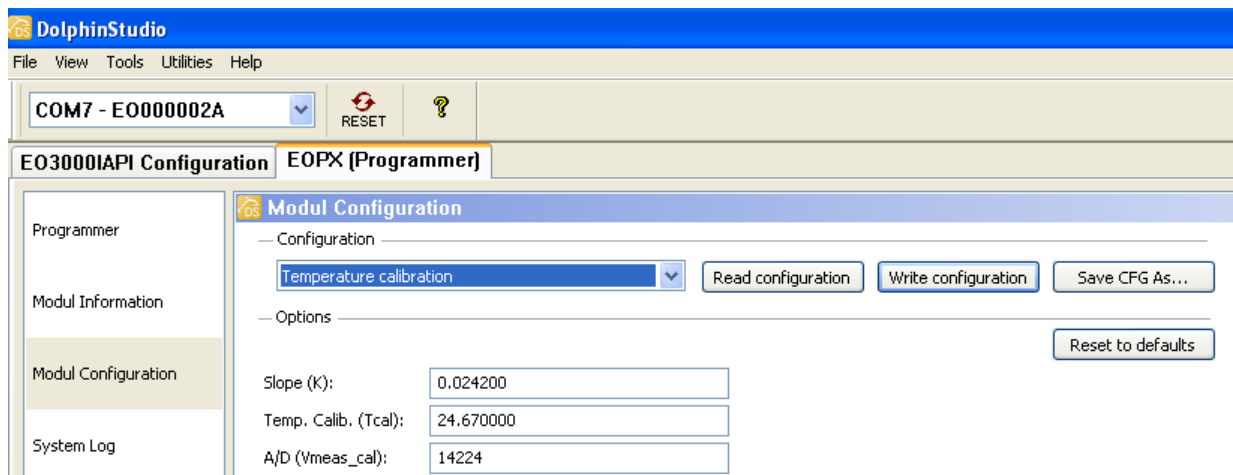 DolphinStudio
File View Tools Utilities Help
COM7 - EO000002A RESET ?
EO3000IAPI Configuration EOPX (Programmer)
DS Modul Configuration
Programmer
Configuration
Temperature calibration Read configuration Write configuration Save CFG As...
Modul Information
Options
Reset to defaults
Modul Configuration
Slope (K): 0.024200
Temp. Calib. (Tcal): 24.670000
System Log
A/D (Vmeas_cal): 14224